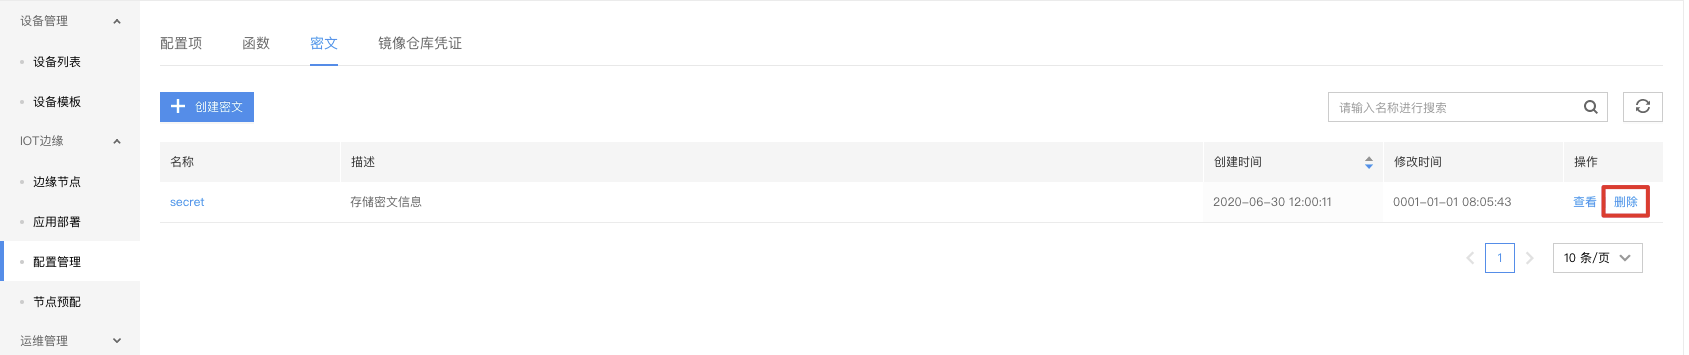 设备管理
设备列表
设备模板
IOT边缘
边缘节点
应用部署
配置管理
节点预配
运维管理
配置项 函数 密文 镜像仓库凭证
创建密文 请输入名称进行搜索
名称 描述 创建时间 修改时间 操作
secret 存储密文信息 2020-06-30 12:00:11 0001-01-01 08:05:43 查看 删除
1 10 条/页